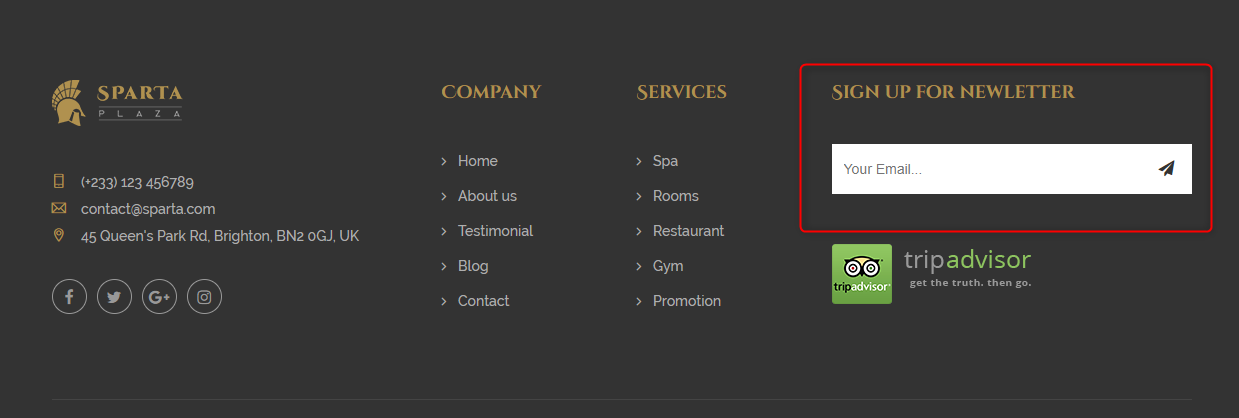 SPARTA
PLAZA
(+233) 123 456789
contact@sparta.com
45 Queen's Park Rd, Brighton, BN2 0GJ, UK
COMPANY
Home
About us
Testimonial
Blog
Contact
SERVICES
Spa
Rooms
Restaurant
Gym
Promotion
SIGN UP FOR NEWLETTER
Your Email...
tripadvisor
tripadvisor
get the truth. then go.